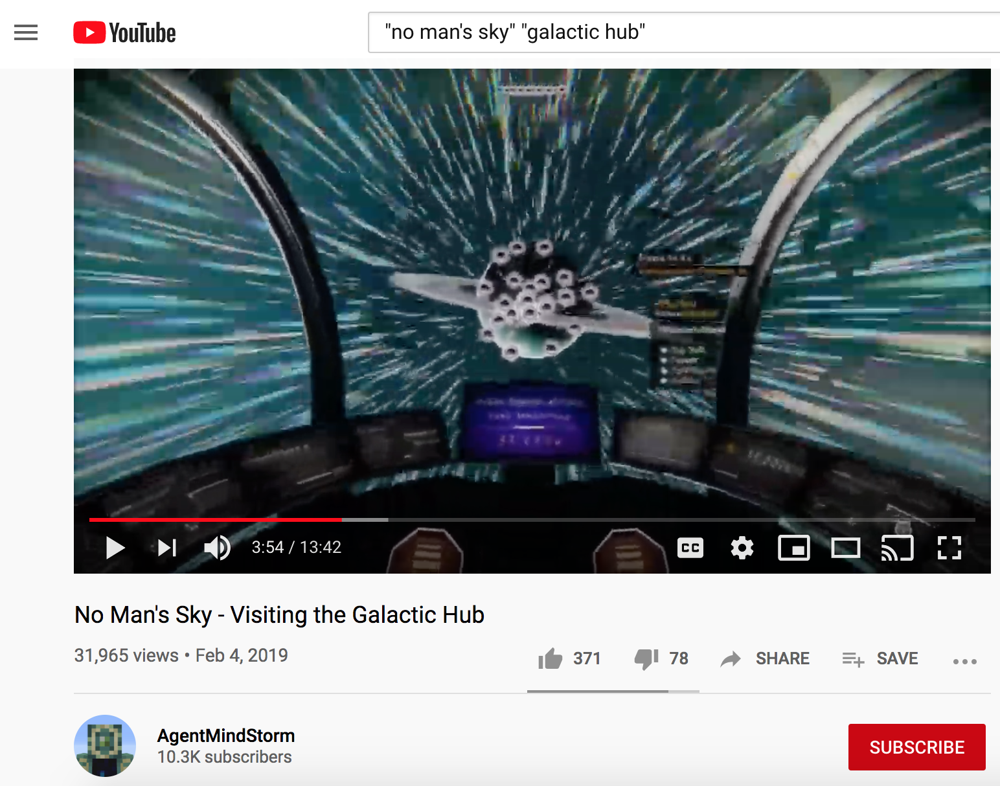 YouTube
"no man's sky" "galactic hub"
3:54 / 13:42
CC
No Man's Sky - Visiting the Galactic Hub
31,965 views • Feb 4, 2019
371
78
SHARE
SAVE
AgentMindStorm
10.3K subscribers
SUBSCRIBE